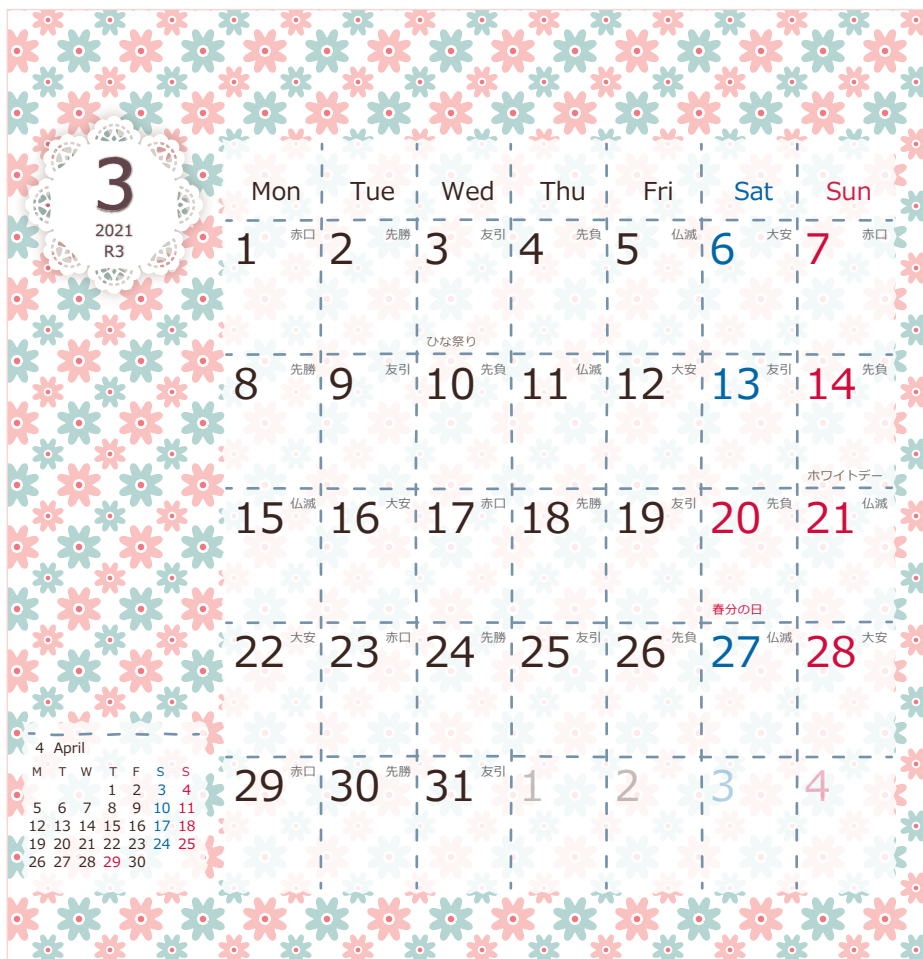 3
2021
R3
Mon Tue Wed Thu Fri Sat Sun
1 赤口 2 先勝 3 友引 4 先負 5 仏滅 6 大安 7 赤口
ひな祭り
8 先勝 9 友引 10 先負 11 仏滅 12 大安 13 友引 14 先負
ホワイトデー
15 仏滅 16 大安 17 赤口 18 先勝 19 友引 20 先負 21 仏滅
春分の日
22 大安 23 赤口 24 先勝 25 友引 26 先負 27 仏滅 28 大安
29 赤口 30 先勝 31 友引 1 2 3 4
4 April
M T W T F S S
1 2 3 4
5 6 7 8 9 10 11
12 13 14 15 16 17 18
19 20 21 22 23 24 25
26 27 28 29 30